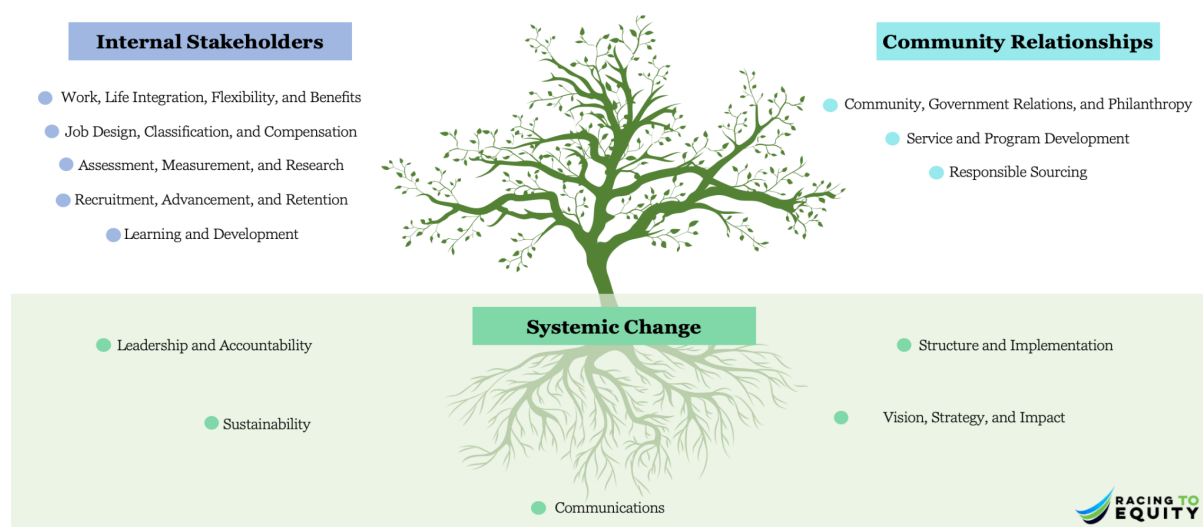 Internal Stakeholders
Work, Life Integration, Flexibility, and Benefits
Job Design, Classification, and Compensation
Assessment, Measurement, and Research
Recruitment, Advancement, and Retention
Learning and Development
Community Relationships
Community, Government Relations, and Philanthropy
Service and Program Development
Responsible Sourcing
Systemic Change
Leadership and Accountability
Sustainability
Structure and Implementation
Vision, Strategy, and Impact
Communications
RACING TO
EQUITY